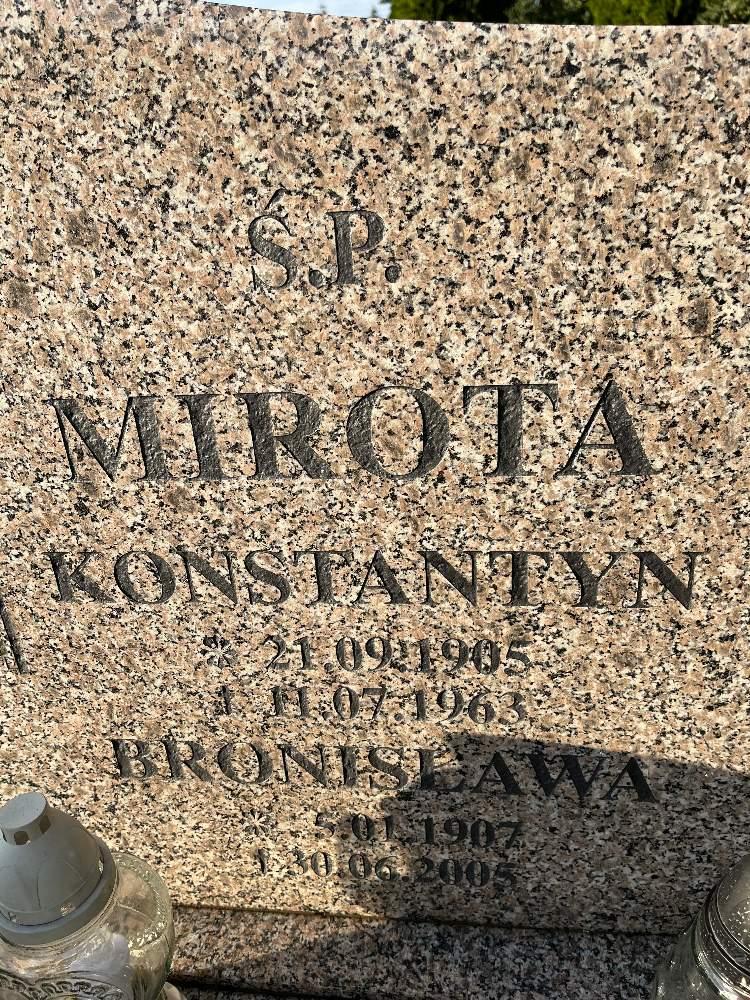 Ś.P.
MIROTA
KONSTANTYN
* 21.09.1905
† 11.07.1963
BRONISŁAWA
* 5.01.1907
† 30.06.2005